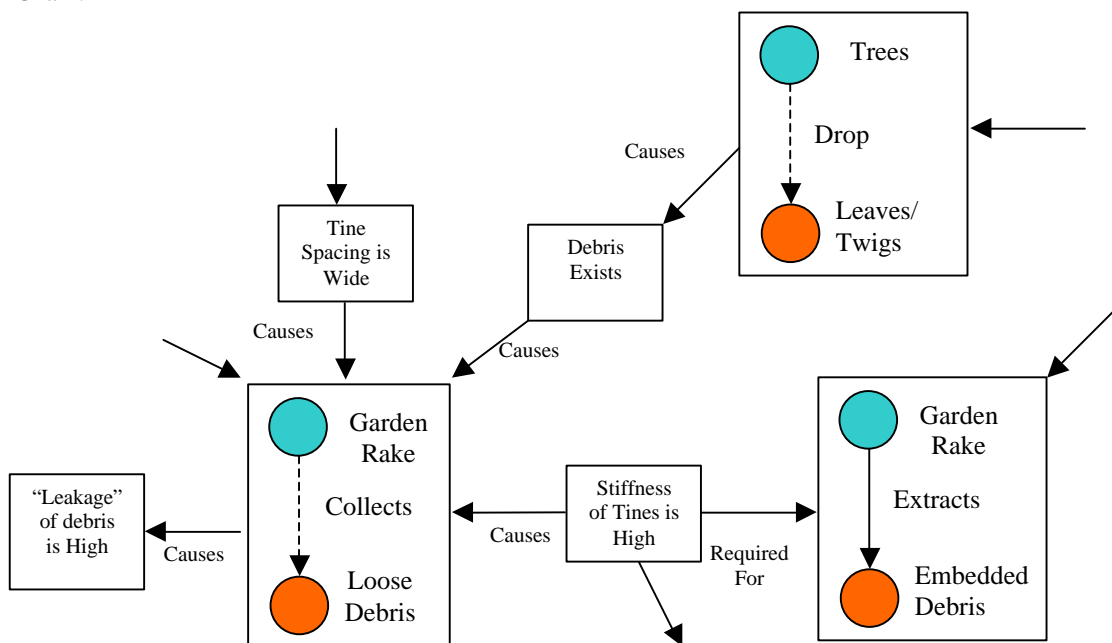 Trees
Drop
Leaves/
Twigs
Causes
Tine
Spacing is
Wide
Debris
Exists
Causes
Causes
Garden
Rake
Collects
Loose
Debris
“Leakage”
of debris
is High
Causes
Stiffness
of Tines is
High
Causes
Required
For
Garden
Rake
Extracts
Embedded
Debris